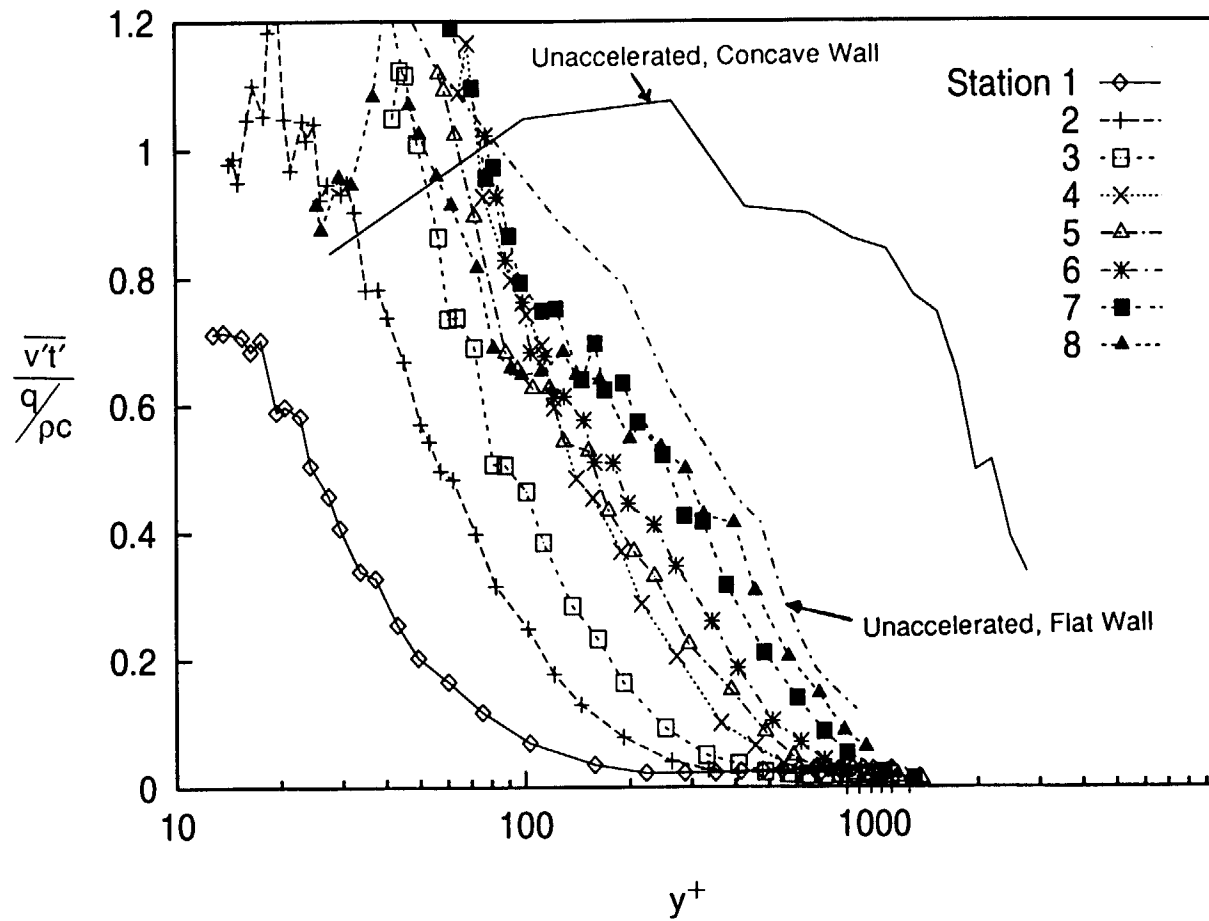 1.2
1
0.8
0.6
0.4
0.2
0
v't'
q/ρc
Unaccelerated, Concave Wall
Station 1
2
3
4
5
6
7
8
Unaccelerated, Flat Wall
10
100
1000
y+